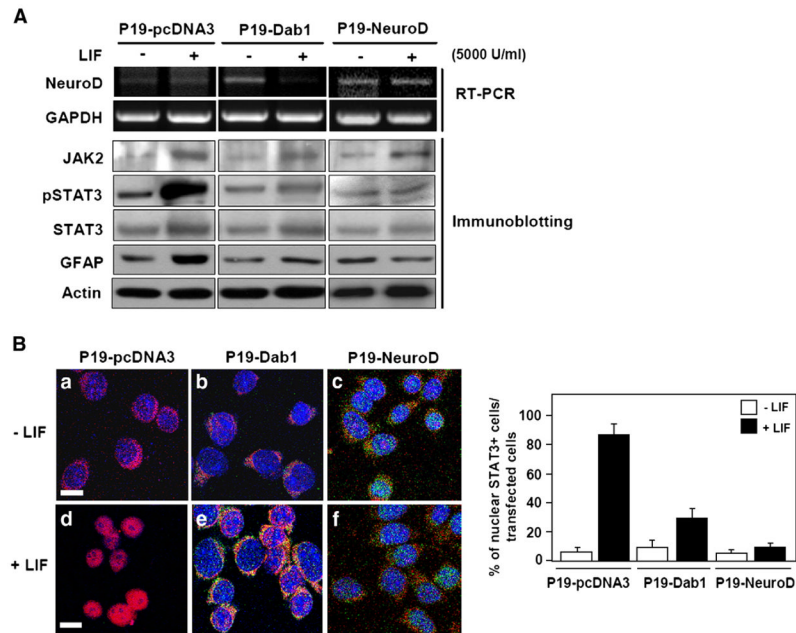 A
P19-pcDNA3 P19-Dab1 P19-NeuroD
LIF - + - + - + (5000 U/ml)
NeuroD
GAPDH
RT-PCR
JAK2
pSTAT3
STAT3
GFAP
Actin
Immunoblotting
B
P19-pcDNA3 P19-Dab1 P19-NeuroD
- LIF
a b c
+ LIF
d e f
% of nuclear STAT3+ cells/
transfected cells
100
80
60
40
20
0
- LIF
+ LIF
P19-pcDNA3 P19-Dab1 P19-NeuroD